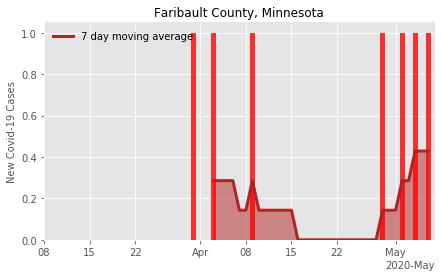 Faribault County, Minnesota
7 day moving average
New Covid-19 Cases
1.0
0.8
0.6
0.4
0.2
0.0
08 15 22 Apr 08 15 22 May
2020-May